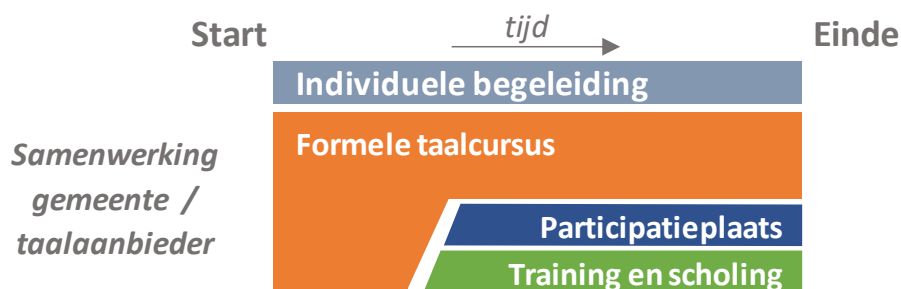 Start
tijd
Einde
Individuele begeleiding
Samenwerking
gemeente /
taalaanbieder
Formele taalcursus
Participatieplaats
Training en scholing